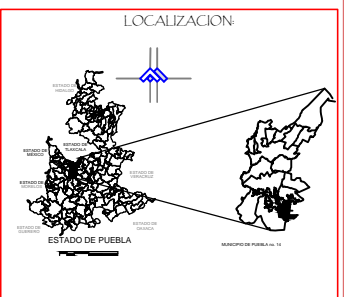 LOCALIZACION:
ESTADO DE
HIDALGO
ESTADO DE
MEXICO
ESTADO DE
TLAXCALA
ESTADO DE
VERACRUZ
ESTADO DE
MORELOS
ESTADO DE
GUERRERO
ESTADO DE
OAXACA
ESTADO DE PUEBLA
MUNICIPIO DE PUEBLA no. 14